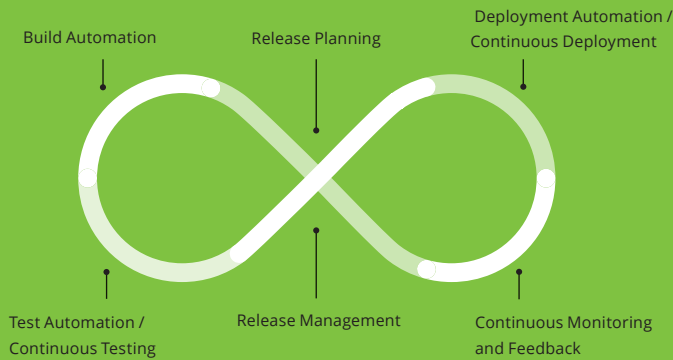 Build Automation
Release Planning
Deployment Automation /
Continuous Deployment
Test Automation /
Continuous Testing
Release Management
Continuous Monitoring
and Feedback